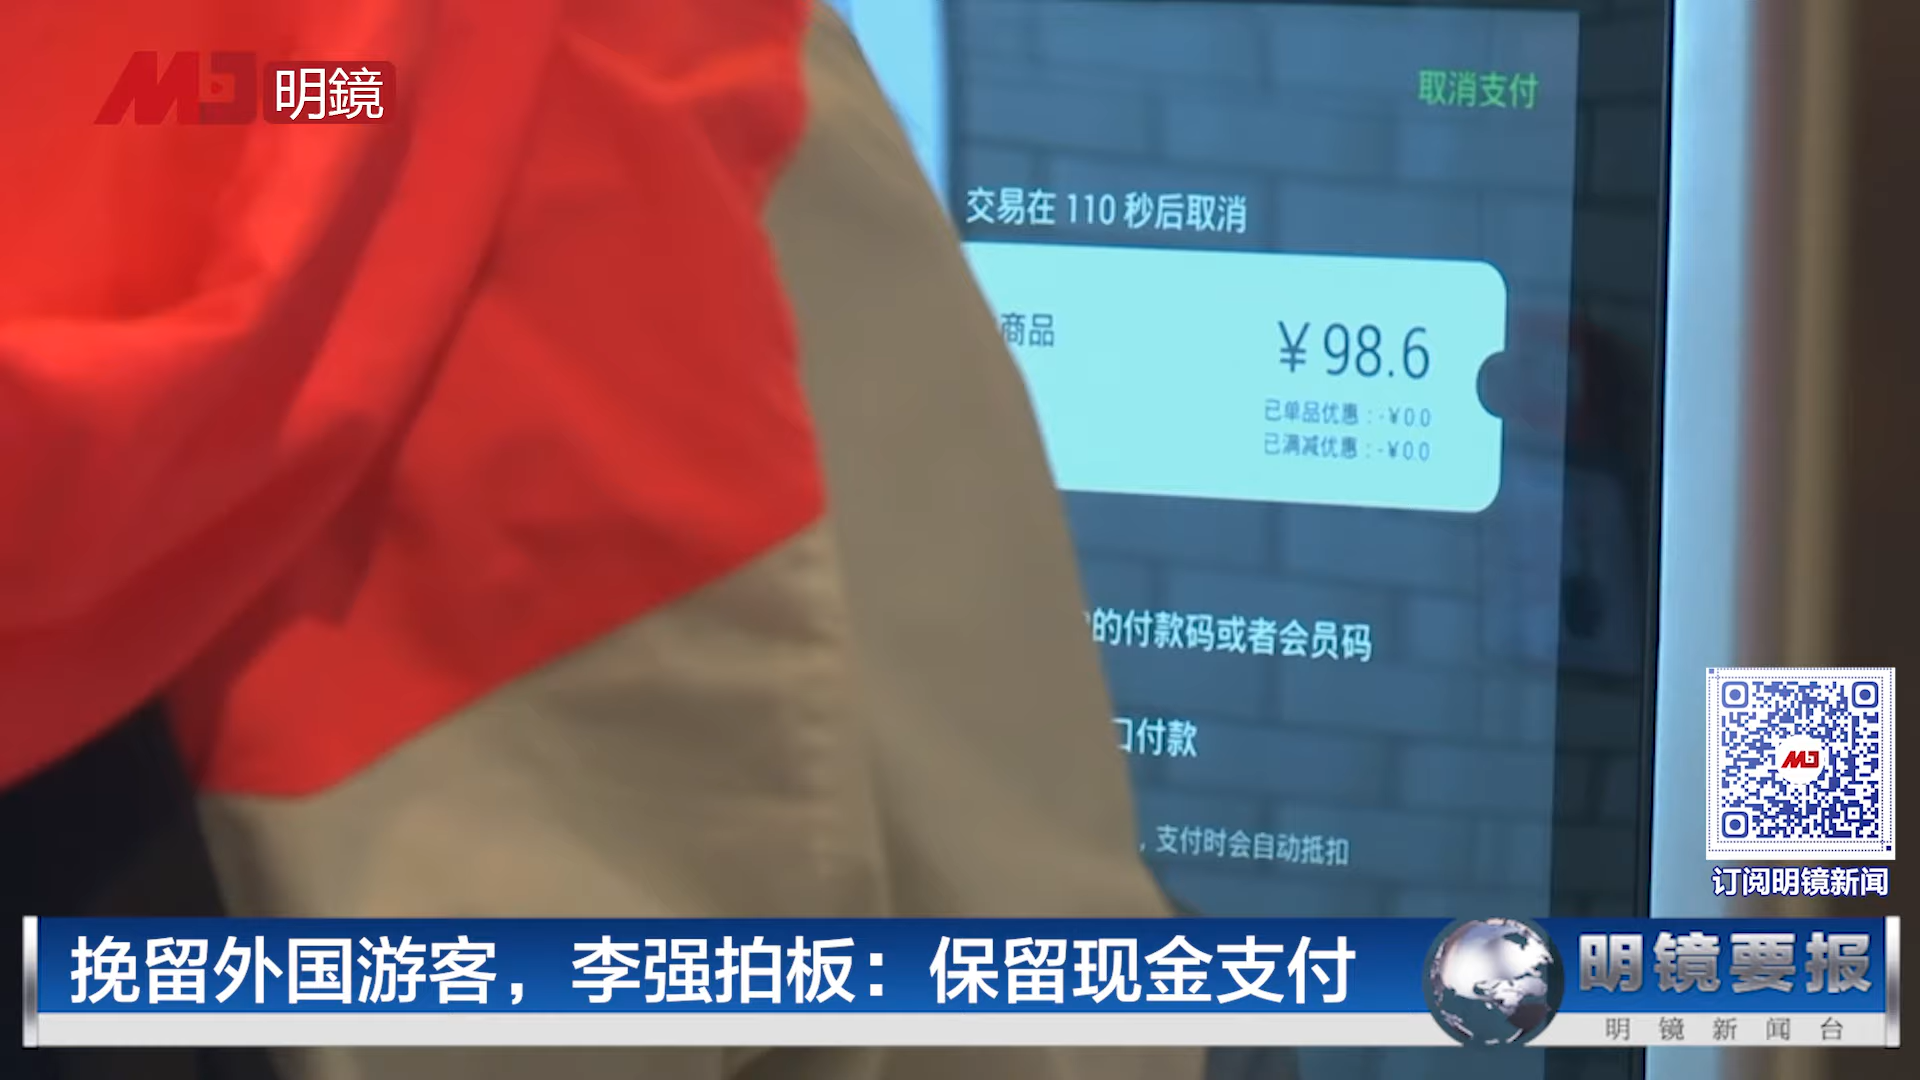 明鏡
取消支付
交易在 110 秒后取消
商品
￥98.6
已单品优惠：-￥0.0
已满减优惠：-￥0.0
的付款码或者会员码
口付款
，支付时会自动抵扣
订阅明镜新闻
挽留外国游客，李强拍板：保留现金支付
明镜要报
明镜新闻台